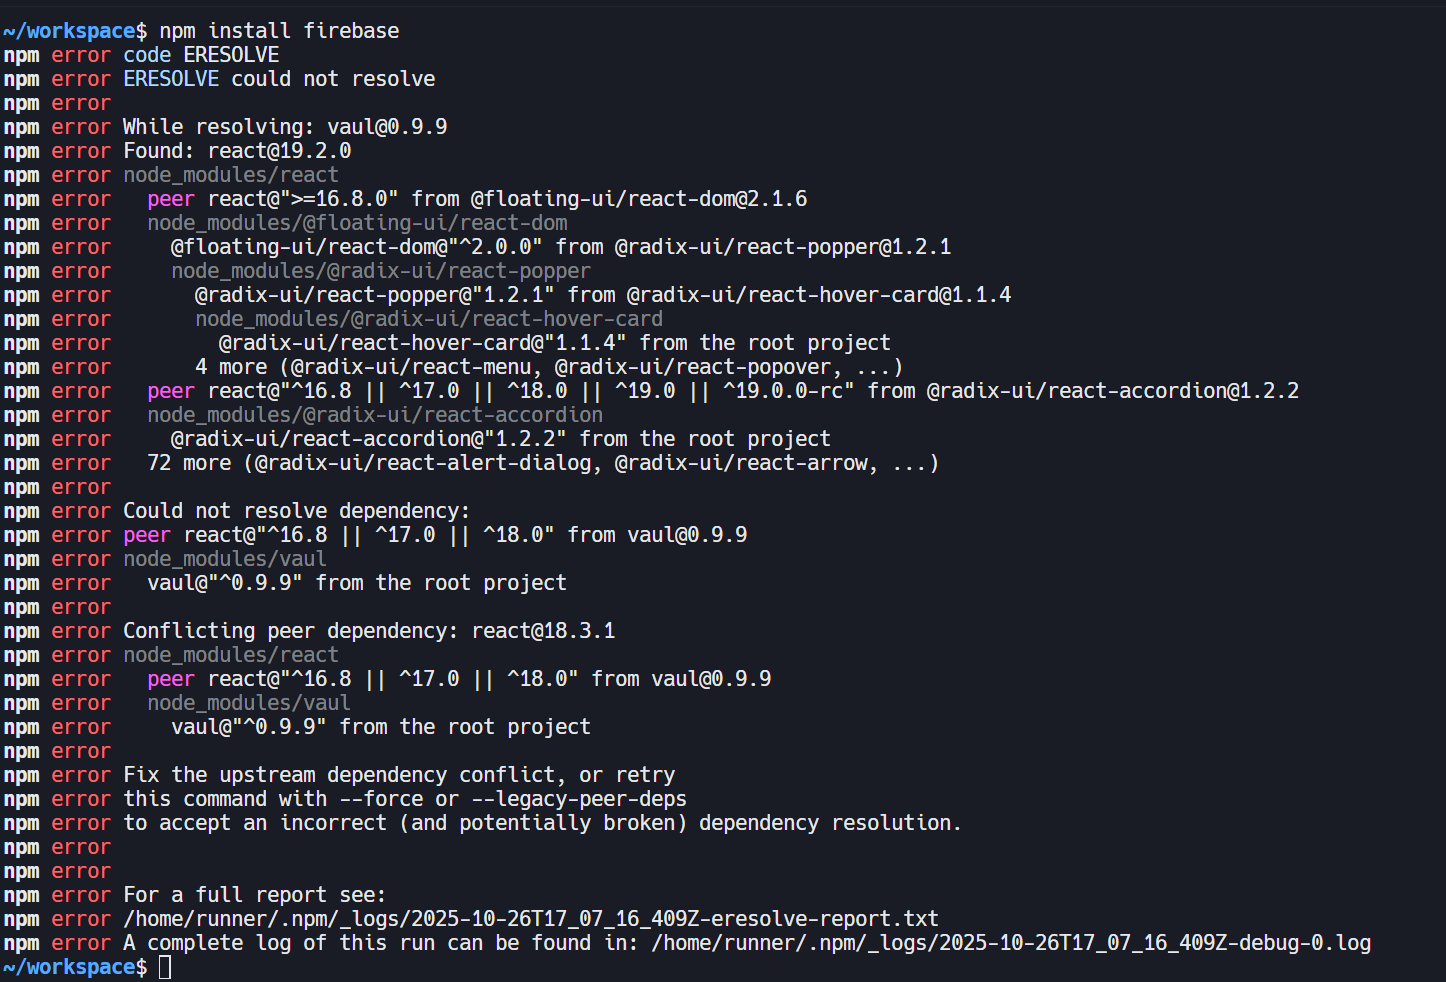 ~/workspace$ npm install firebase
npm error code ERESOLVE
npm error ERESOLVE could not resolve
npm error
npm error While resolving: vaul@0.9.9
npm error Found: react@19.2.0
npm error node_modules/react
npm error   peer react@">=16.8.0" from @floating-ui/react-dom@2.1.6
npm error   node_modules/@floating-ui/react-dom
npm error     @floating-ui/react-dom@"^2.0.0" from @radix-ui/react-popper@1.2.1
npm error     node_modules/@radix-ui/react-popper
npm error       @radix-ui/react-popper@"1.2.1" from @radix-ui/react-hover-card@1.1.4
npm error       node_modules/@radix-ui/react-hover-card
npm error         @radix-ui/react-hover-card@"1.1.4" from the root project
npm error       4 more (@radix-ui/react-menu, @radix-ui/react-popover, ...)
npm error   peer react@"^16.8 || ^17.0 || ^18.0 || ^19.0 || ^19.0.0-rc" from @radix-ui/react-accordion@1.2.2
npm error   node_modules/@radix-ui/react-accordion
npm error     @radix-ui/react-accordion@"1.2.2" from the root project
npm error   72 more (@radix-ui/react-alert-dialog, @radix-ui/react-arrow, ...)
npm error
npm error Could not resolve dependency:
npm error peer react@"^16.8 || ^17.0 || ^18.0" from vaul@0.9.9
npm error node_modules/vaul
npm error   vaul@"^0.9.9" from the root project
npm error
npm error Conflicting peer dependency: react@18.3.1
npm error node_modules/react
npm error   peer react@"^16.8 || ^17.0 || ^18.0" from vaul@0.9.9
npm error   node_modules/vaul
npm error     vaul@"^0.9.9" from the root project
npm error
npm error Fix the upstream dependency conflict, or retry
npm error this command with --force or --legacy-peer-deps
npm error to accept an incorrect (and potentially broken) dependency resolution.
npm error
npm error
npm error For a full report see:
npm error /home/runner/.npm/_logs/2025-10-26T17_07_16_409Z-eresolve-report.txt
npm error A complete log of this run can be found in: /home/runner/.npm/_logs/2025-10-26T17_07_16_409Z-debug-0.log
~/workspace$